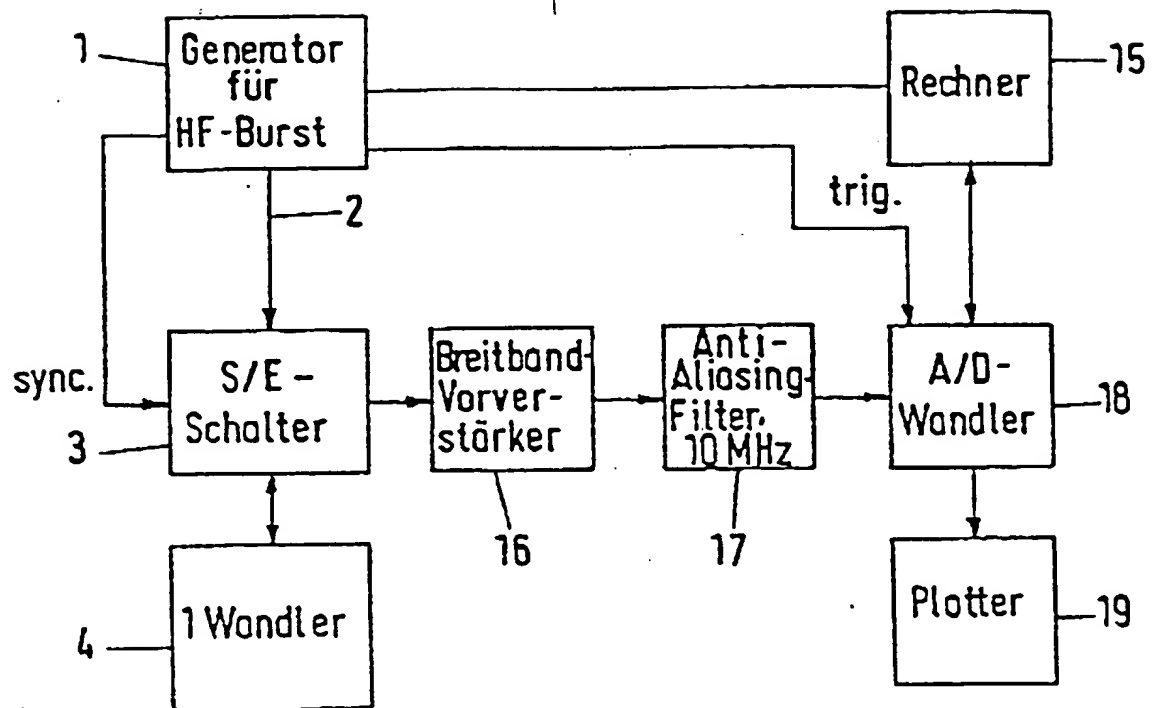 1
Generator
für
HF-Burst
Rechner
15
2
trig.
sync.
S/E-
Schalter
3
Breitband-
Vorver-
stärker
16
Anti-
Aliasing-
Filter.
10 MHz
17
A/D-
Wandler
18
1 Wandler
4
Plotter
19